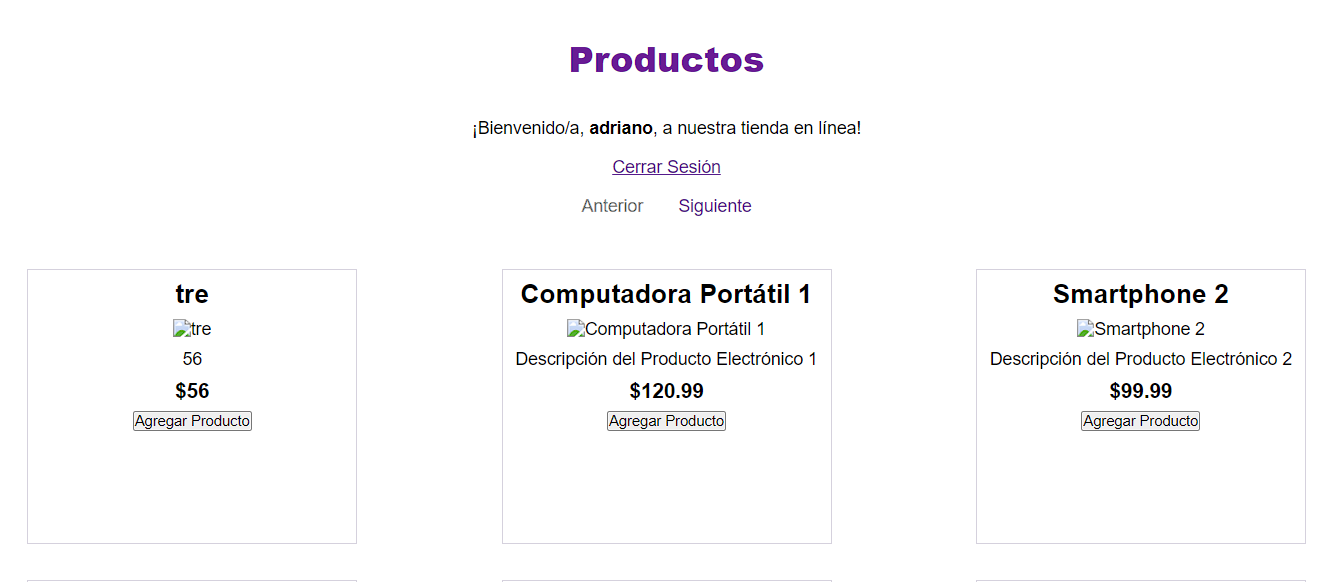 Productos
¡Bienvenido/a, adriano, a nuestra tienda en línea!
Cerrar Sesión
Anterior Siguiente
tre
tre
56
$56
Agregar Producto
Computadora Portátil 1
Computadora Portátil 1
Descripción del Producto Electrónico 1
$120.99
Agregar Producto
Smartphone 2
Smartphone 2
Descripción del Producto Electrónico 2
$99.99
Agregar Producto